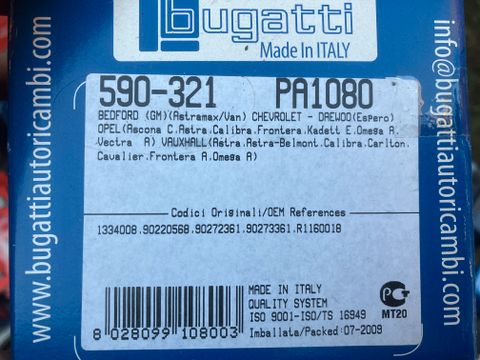 bugatti
Made In ITALY
www.bugattiautoricambi.com
info@bugattiautoricambi.com
590-321 PA1080
BEDFORD (GM)(Astramax/Van) CHEVROLET - DAEWOO(Espero)
OPEL(Ascona C.Astra.Calibra.Frontera.Kadett E.Omega A.
Vectra A) VAUXHALL(Astra.Astra-Belmont.Calibra.Carlton.
Cavalier.Frontera A.Omega A)
Codici Originali/OEM References
1334008.90220568.90272361.90273361.R1160018
8 028099 108003
MADE IN ITALY
QUALITY SYSTEM
ISO 9001-ISO/TS 16949
Imballata/Packed:07-2009
МТ20